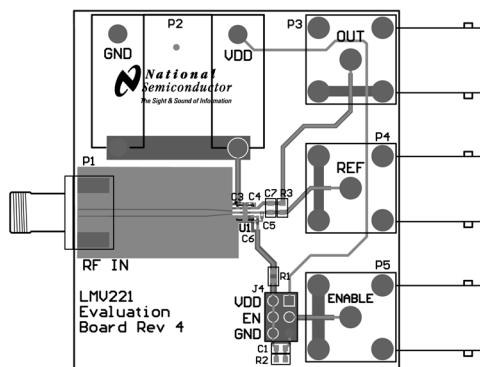 P2
P3
GND
VDD
OUT
National
Semiconductor
The Sight & Sound of Information
P4
P1
REF
C3
C4
C7
R3
U1
C5
C6
RF IN
P5
R1
J4
LMV221
Evaluation
Board Rev 4
VDD
EN
GND
ENABLE
C1
R2